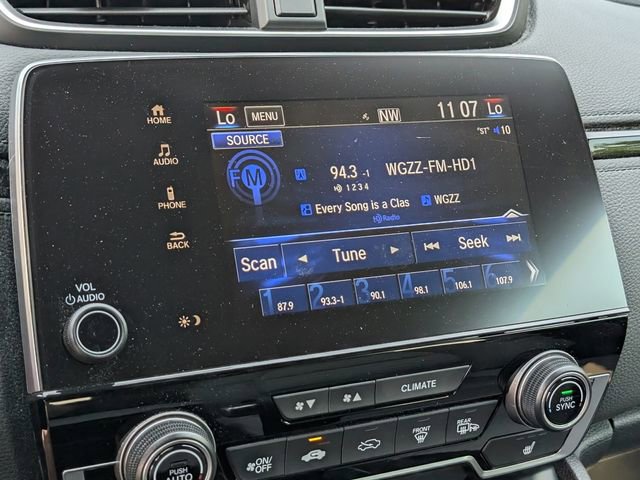 Lo MENU NW 11 07 Lo
SOURCE "ST" 10
HOME
AUDIO
PHONE
BACK
FM 94.3 -1 WGZZ-FM-HD1
1 2 3 4
Every Song is a Clas WGZZ
HD Radio
Scan Tune Seek
1 87.9 2 93.3-1 3 90.1 4 98.1 5 106.1 6 107.9
VOL
AUDIO
CLIMATE
PUSH
SYNC
ON/OFF
FRONT
REAR
PUSH
AUTO